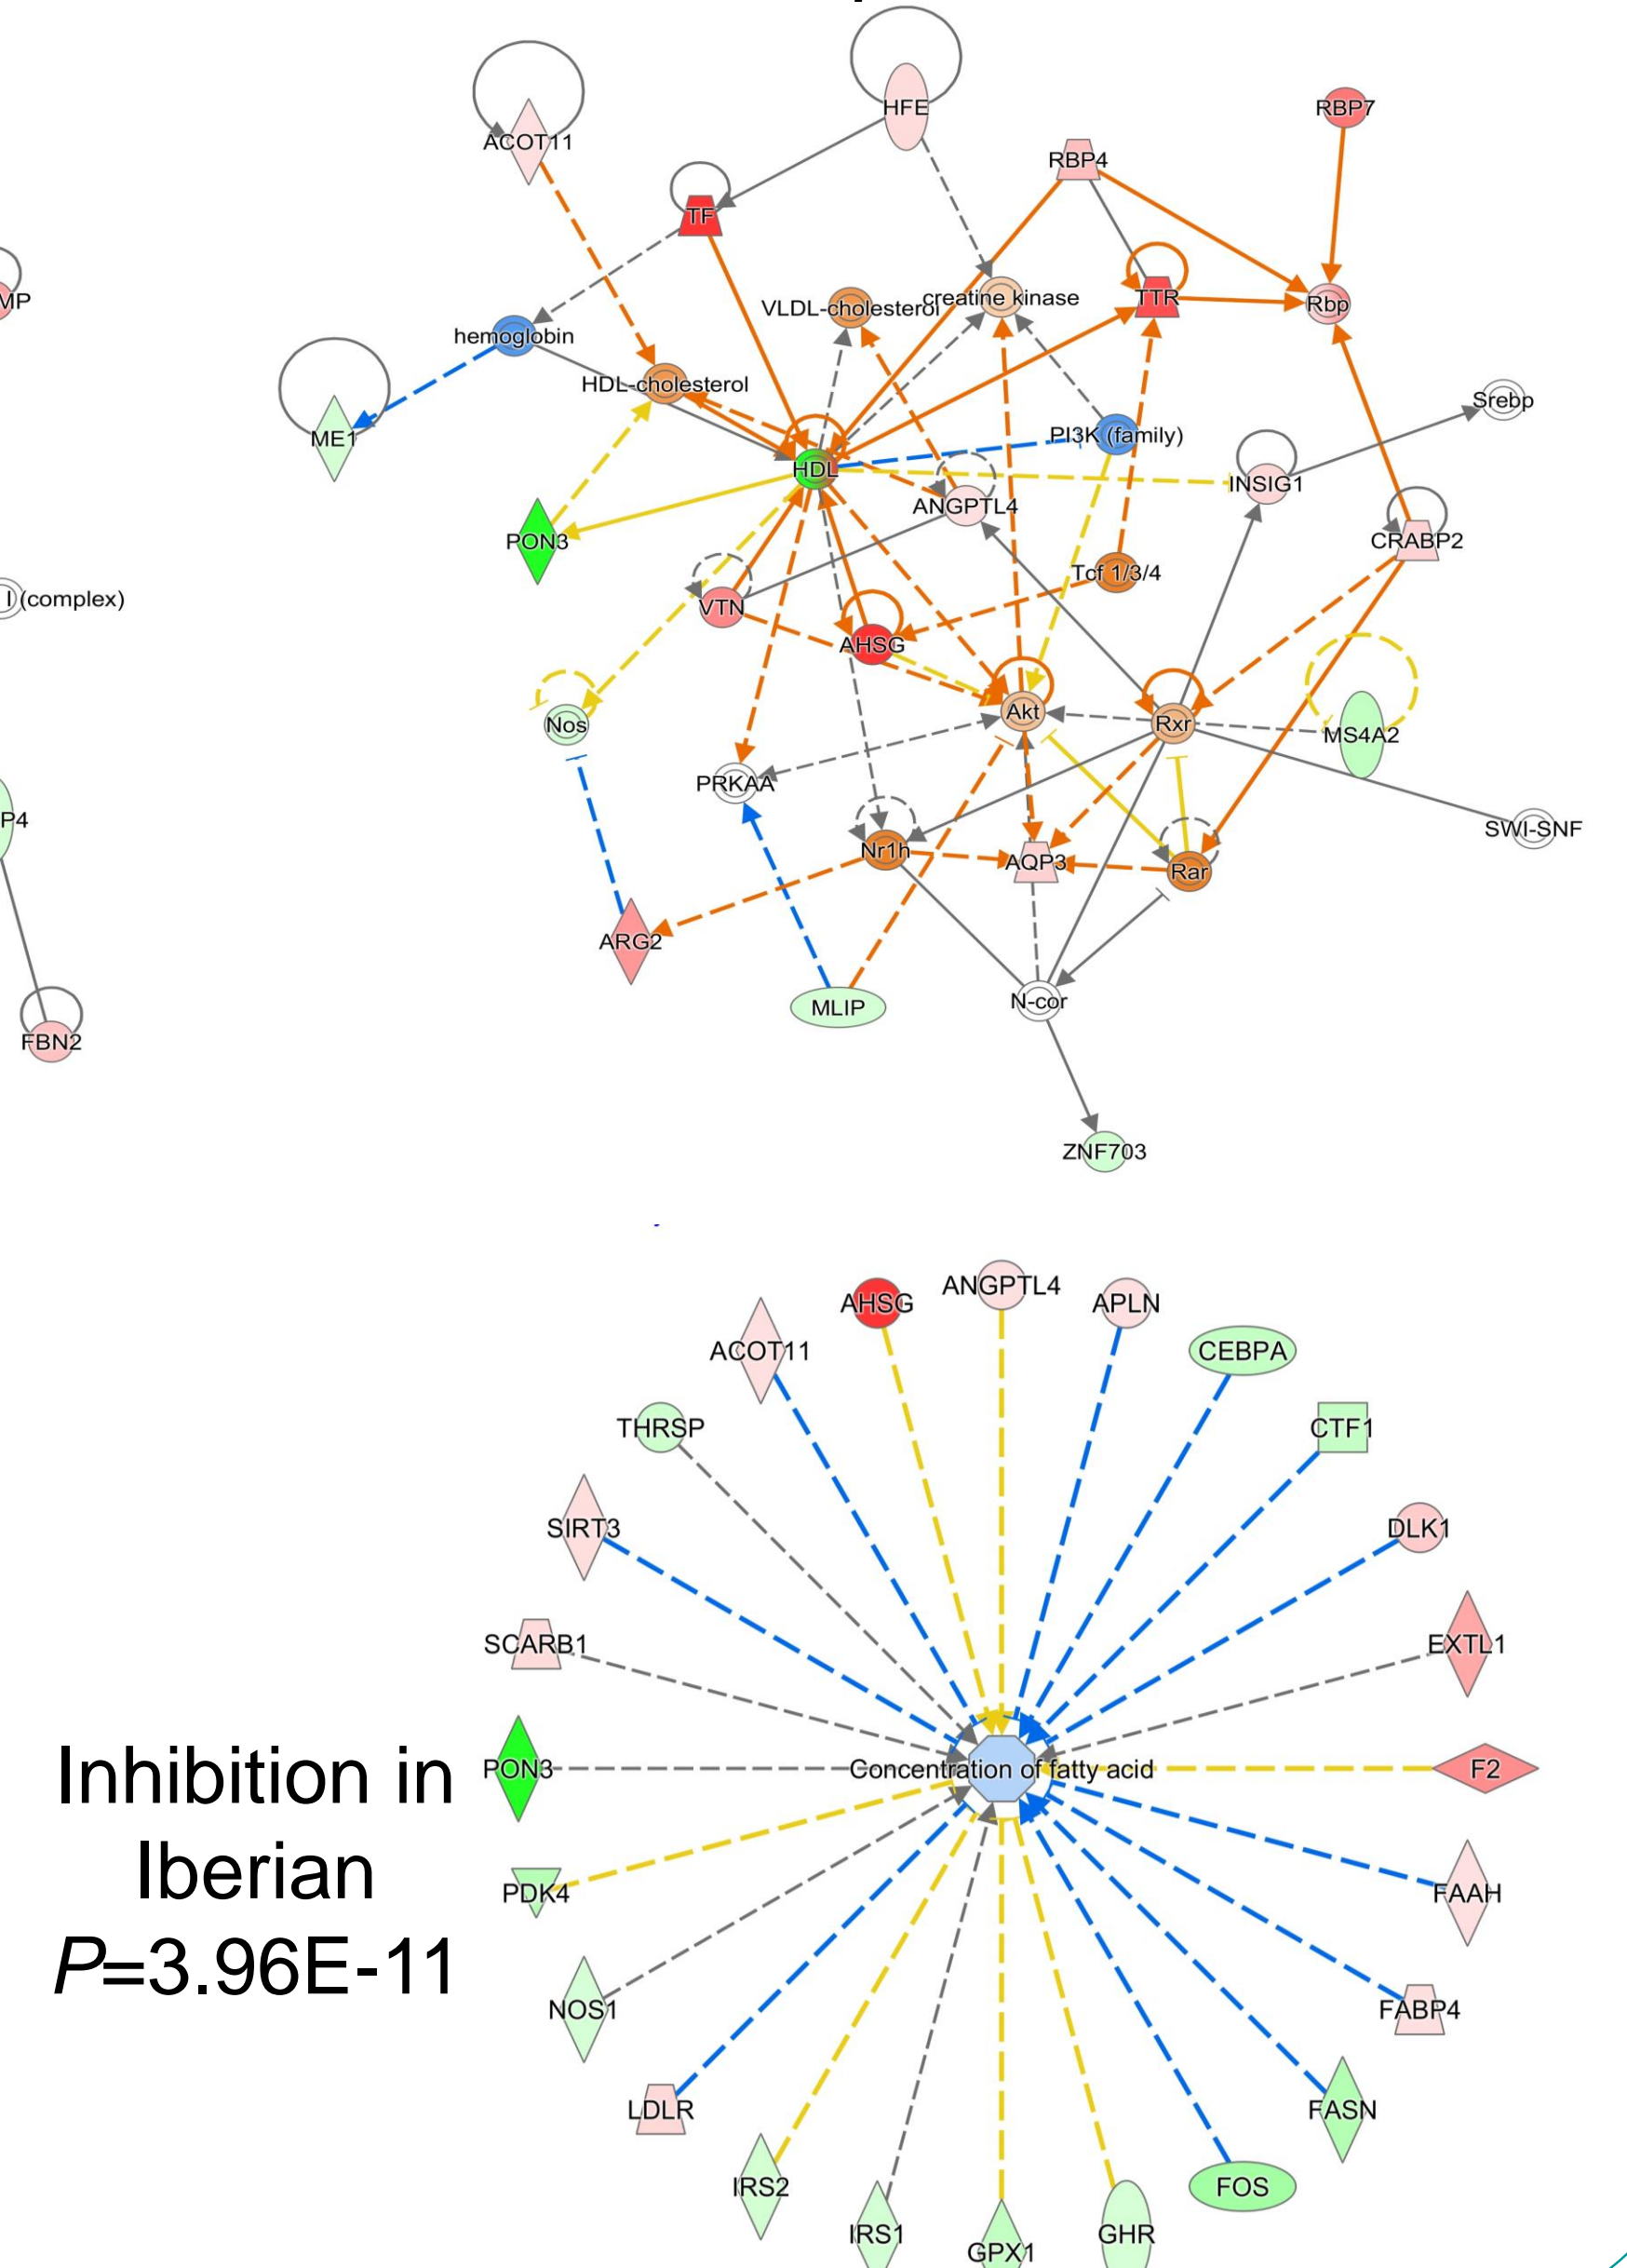 HFE
ACOT11
RBP7
RBP4
TF
MP
VLDL-cholesterol
creatine kinase
TTR
Rbp
hemoglobin
HDL-cholesterol
Srebp
ME1
PI3K (family)
HDL
INSIG1
ANGPTL4
PON3
CRABP2
Tcf 1/3/4
I (complex)
VTN
AHSG
Akt
Rxr
Nos
MS4A2
PRKAA
P4
SWI-SNF
Nr1h
AQP3
Rar
ARG2
N-cor
MLIP
FBN2
ZNF703
ANGPTL4
AHSG
APLN
ACOT11
CEBPA
THRSP
CTF1
SIRT3
DLK1
SCARB1
EXTL1
PON3
Concentration of fatty acid
F2
Inhibition in
Iberian
P=3.96E-11
PDK4
FAAH
NOS1
FABP4
LDLR
FASN
IRS2
FOS
IRS1
GPX1
GHR